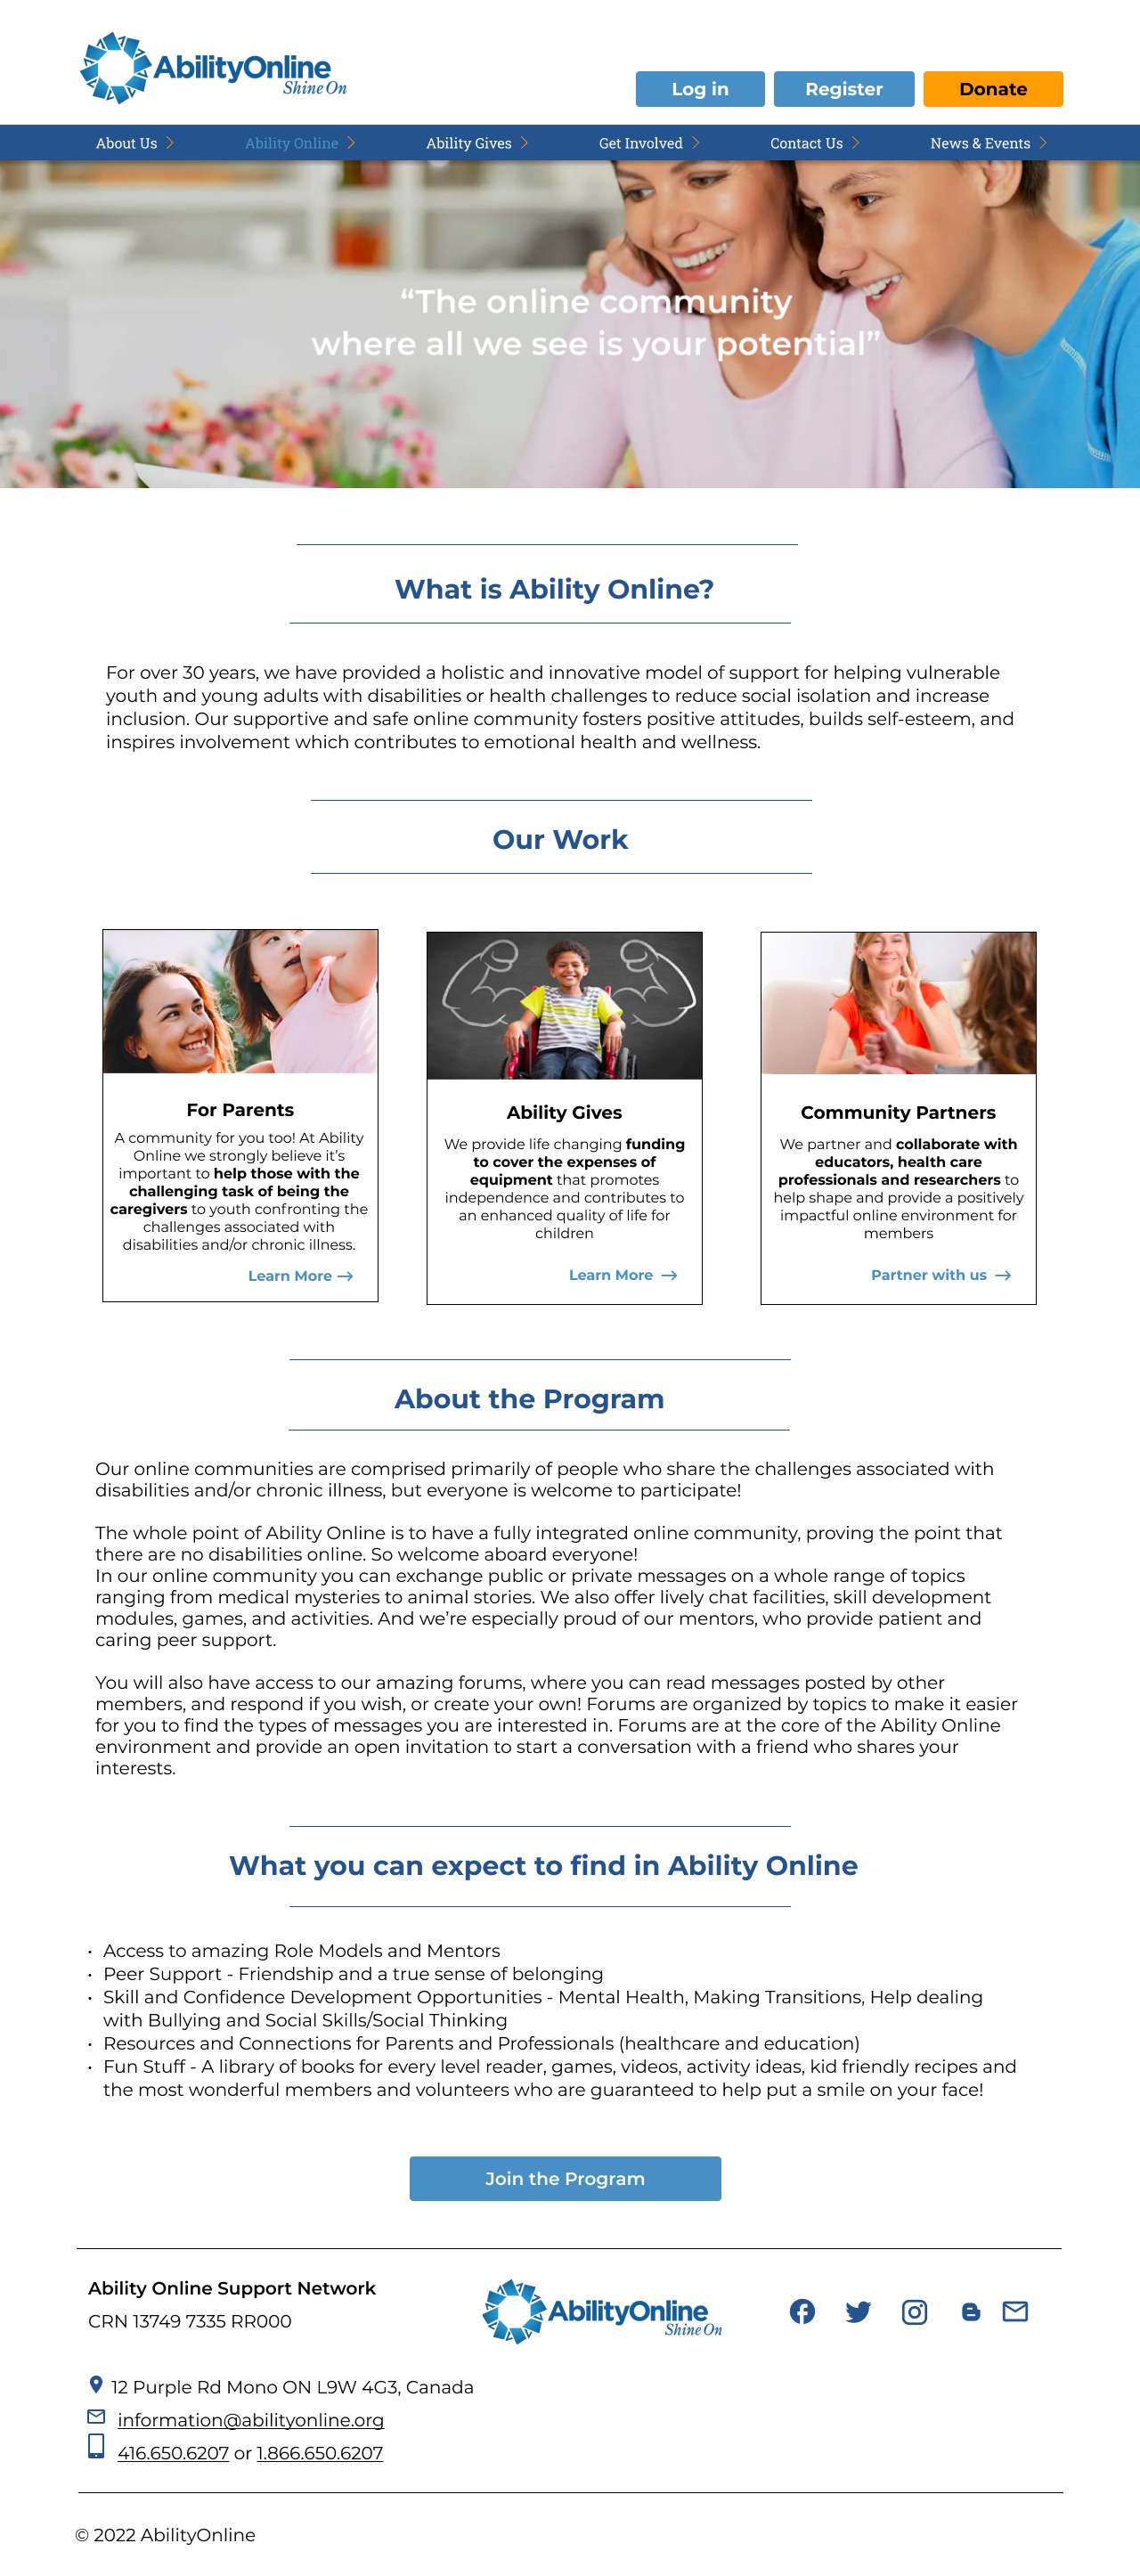 AbilityOnline
Shine On
Log in
Register
Donate
About Us
Ability Online
Ability Gives
Get Involved
Contact Us
News & Events
“The online community
where all we see is your potential”
What is Ability Online?
For over 30 years, we have provided a holistic and innovative model of support for helping vulnerable
youth and young adults with disabilities or health challenges to reduce social isolation and increase
inclusion. Our supportive and safe online community fosters positive attitudes, builds self-esteem, and
inspires involvement which contributes to emotional health and wellness.
Our Work
For Parents
A community for you too! At Ability
Online we strongly believe it’s
important to help those with the
challenging task of being the
caregivers to youth confronting the
challenges associated with
disabilities and/or chronic illness.
Learn More
Ability Gives
We provide life changing funding
to cover the expenses of
equipment that promotes
independence and contributes to
an enhanced quality of life for
children
Learn More
Community Partners
We partner and collaborate with
educators, health care
professionals and researchers to
help shape and provide a positively
impactful online environment for
members
Partner with us
About the Program
Our online communities are comprised primarily of people who share the challenges associated with
disabilities and/or chronic illness, but everyone is welcome to participate!
The whole point of Ability Online is to have a fully integrated online community, proving the point that
there are no disabilities online. So welcome aboard everyone!
In our online community you can exchange public or private messages on a whole range of topics
ranging from medical mysteries to animal stories. We also offer lively chat facilities, skill development
modules, games, and activities. And we’re especially proud of our mentors, who provide patient and
caring peer support.
You will also have access to our amazing forums, where you can read messages posted by other
members, and respond if you wish, or create your own! Forums are organized by topics to make it easier
for you to find the types of messages you are interested in. Forums are at the core of the Ability Online
environment and provide an open invitation to start a conversation with a friend who shares your
interests.
What you can expect to find in Ability Online
• Access to amazing Role Models and Mentors
• Peer Support - Friendship and a true sense of belonging
• Skill and Confidence Development Opportunities - Mental Health, Making Transitions, Help dealing
with Bullying and Social Skills/Social Thinking
• Resources and Connections for Parents and Professionals (healthcare and education)
• Fun Stuff - A library of books for every level reader, games, videos, activity ideas, kid friendly recipes and
the most wonderful members and volunteers who are guaranteed to help put a smile on your face!
Join the Program
Ability Online Support Network
CRN 13749 7335 RR000
AbilityOnline
Shine On
12 Purple Rd Mono ON L9W 4G3, Canada
information@abilityonline.org
416.650.6207 or 1.866.650.6207
© 2022 AbilityOnline